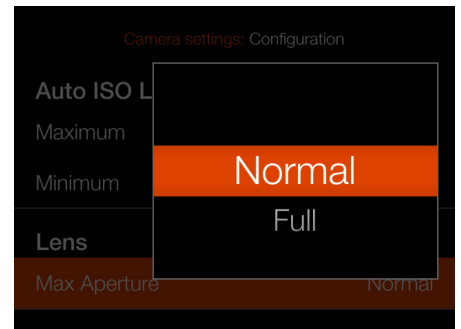 Camera settings: Configuration
Auto ISO L
Maximum
Normal
Minimum
Full
Lens
Max Aperture Normal